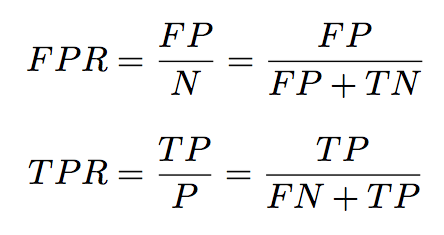 FPR = FP/N = FP/(FP + TN)
TPR = TP/P = TP/(FN + TP)